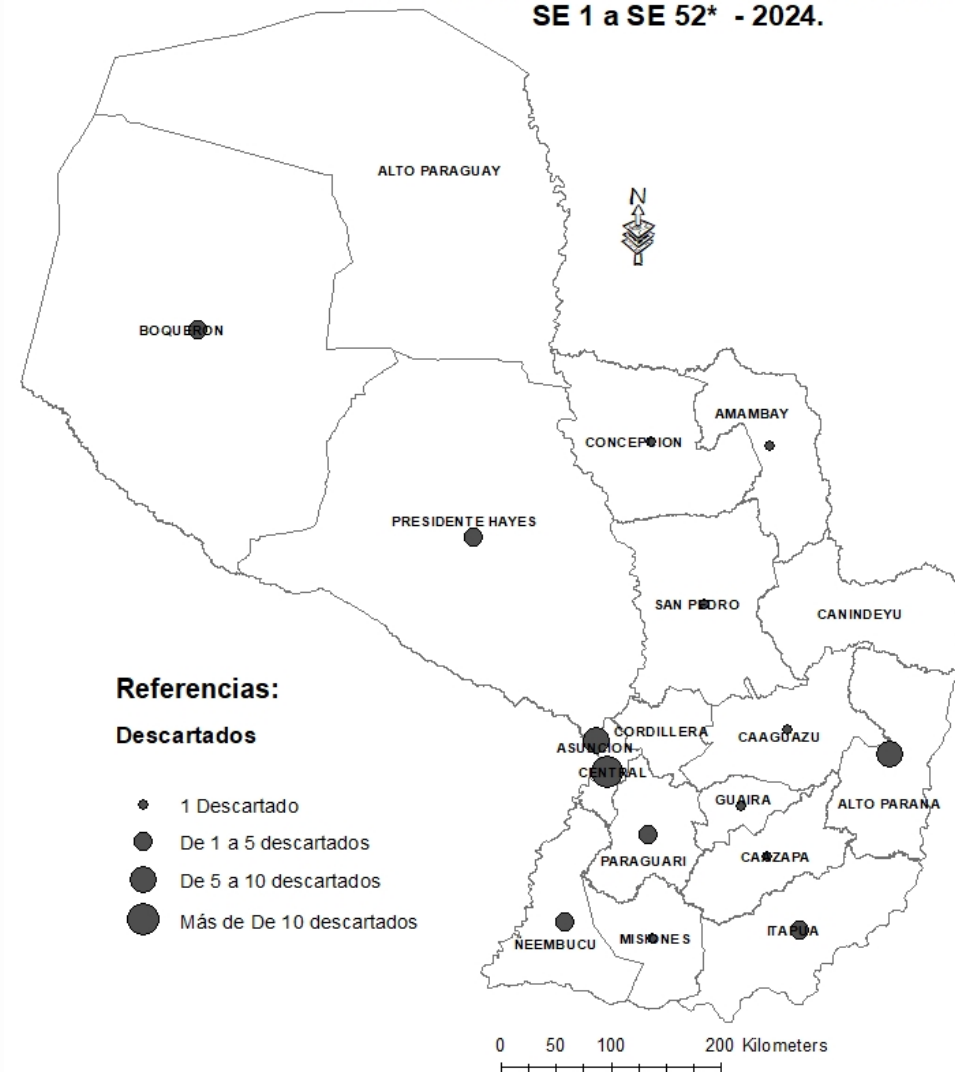 SE 1 a SE 52* - 2024.
ALTO PARAGUAY
N
BOQUERON
AMAMBAY
CONCEPCION
PRESIDENTE HAYES
SAN PEDRO
CANINDEYU
Referencias:
Descartados
CORDILLERA
CAAGUAZU
ASUNCION
CENTRAL
GUAIRA
ALTO PARANA
1 Descartado
De 1 a 5 descartados
PARAGUARI
CAAZAPA
De 5 a 10 descartados
Más de De 10 descartados
NEEMBUCU
MISIONES
ITAPUA
0 50 100 200 Kilometers